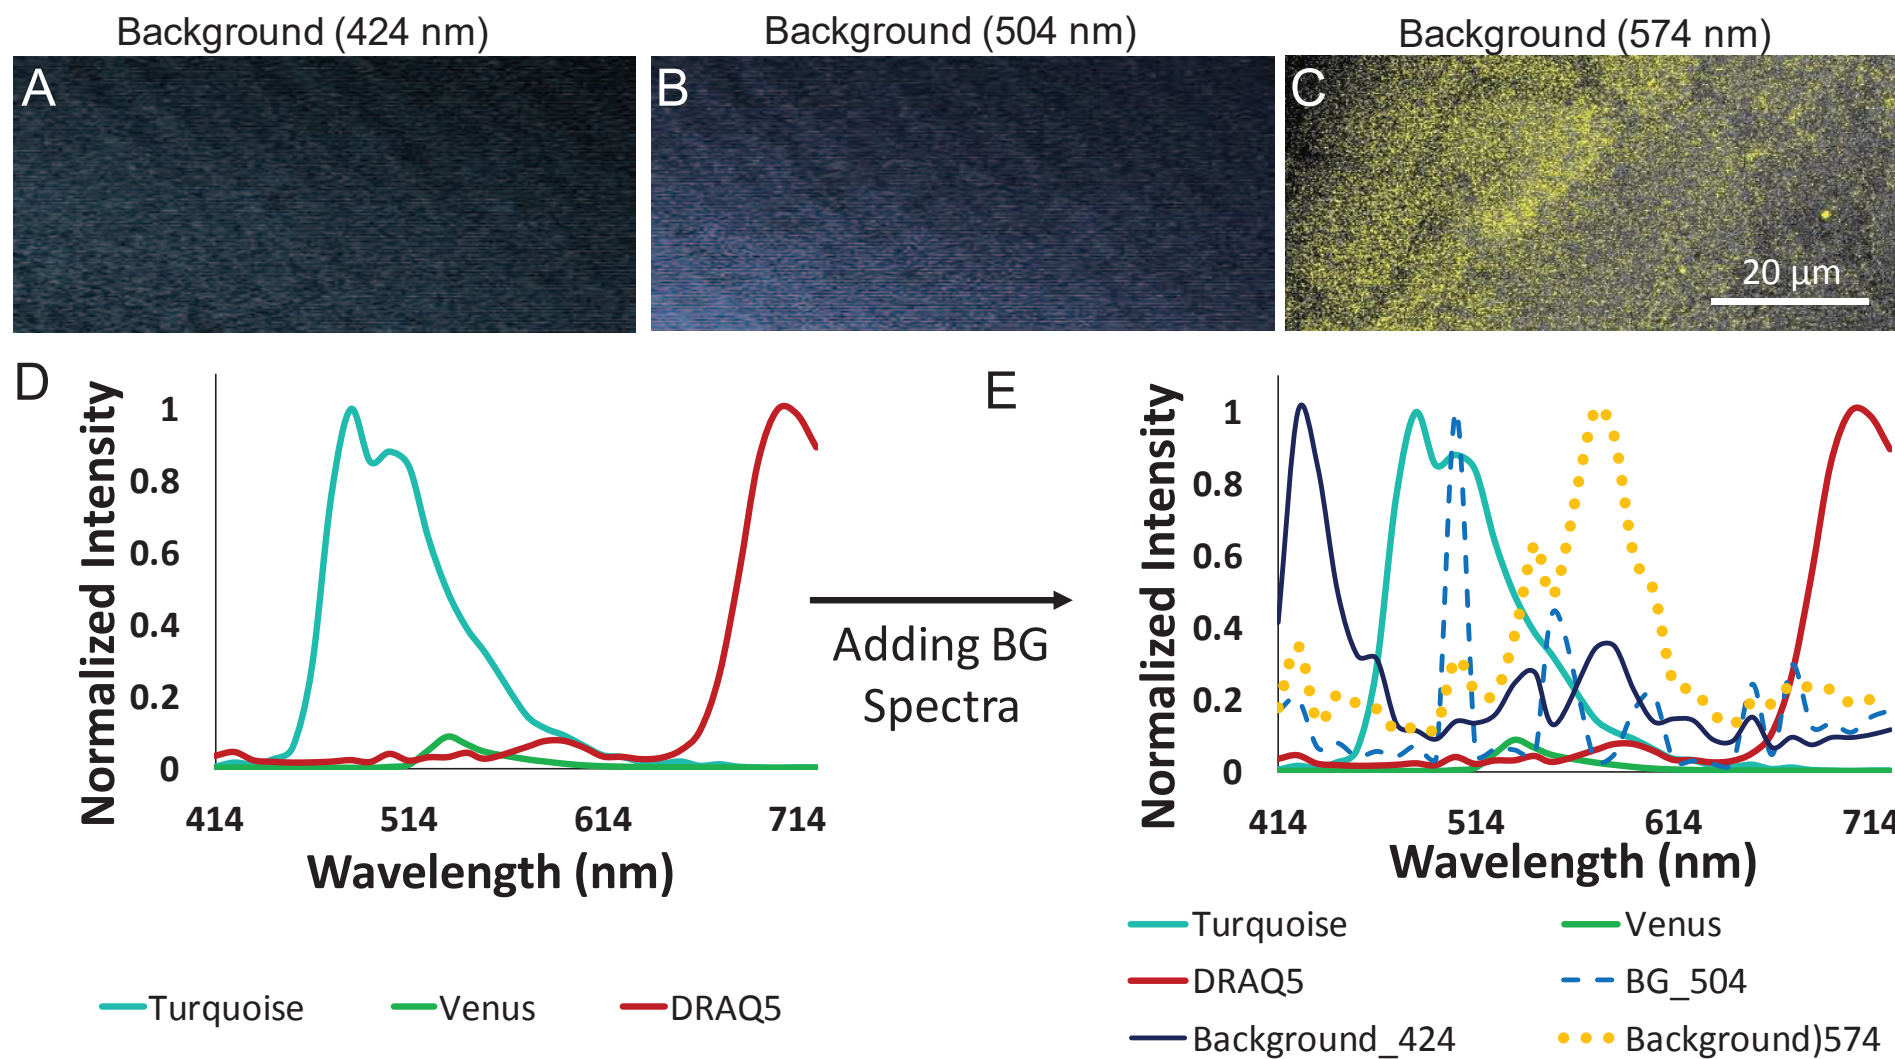 Background (424 nm)
Background (504 nm)
Background (574 nm)
A
B
C
20 µm
D
Normalized Intensity
1
0.8
0.6
0.4
0.2
0
414
514
614
714
Wavelength (nm)
Turquoise
Venus
DRAQ5
Adding BG
Spectra
E
Normalized Intensity
1
0.8
0.6
0.4
0.2
0
414
514
614
714
Wavelength (nm)
Turquoise
Venus
DRAQ5
BG_504
Background_424
Background)574